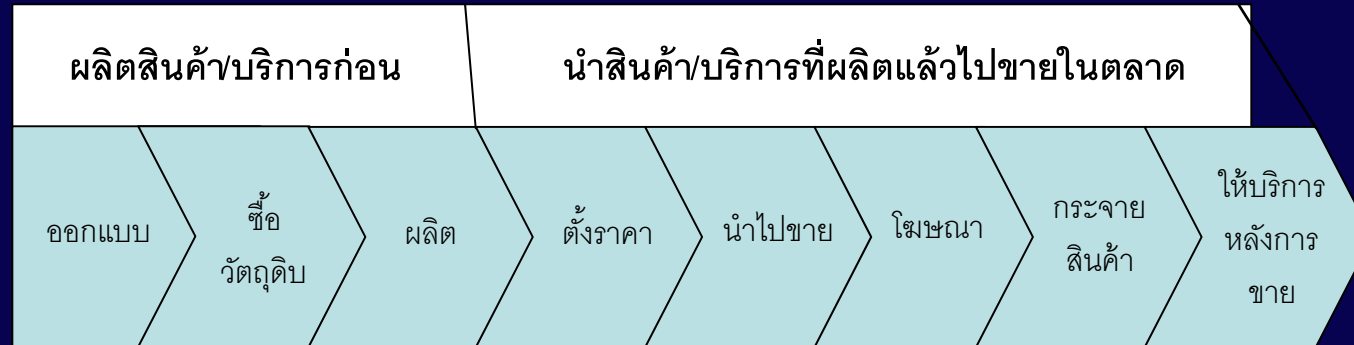 ผลิตสินค้า/บริการก่อน
นำสินค้า/บริการที่ผลิตแล้วไปขายในตลาด
ออกแบบ
ซื้อ
วัตถุดิบ
ผลิต
ตั้งราคา
นำไปขาย
โฆษณา
กระจาย
สินค้า
ให้บริการ
หลังการ
ขาย